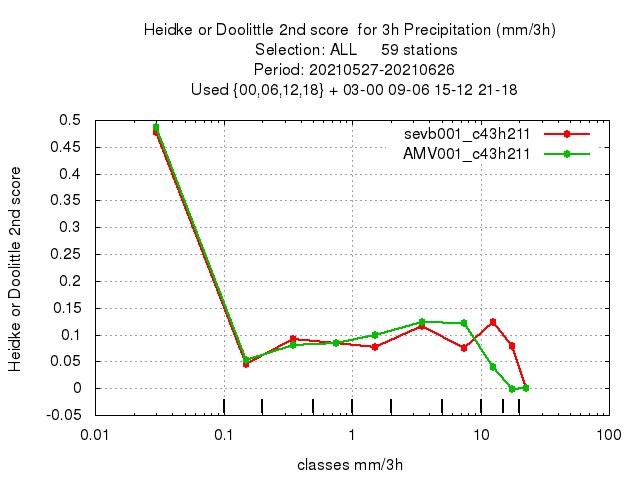 Heidke or Doolittle 2nd score  for 3h Precipitation (mm/3h)
Selection: ALL     59 stations
Period: 20210527-20210626
Used {00,06,12,18} + 03-00 09-06 15-12 21-18
sevb001_c43h211
AMV001_c43h211
Heidke or Doolittle 2nd score
0.5
0.45
0.4
0.35
0.3
0.25
0.2
0.15
0.1
0.05
0
-0.05
0.01 0.1 1 10 100
classes mm/3h